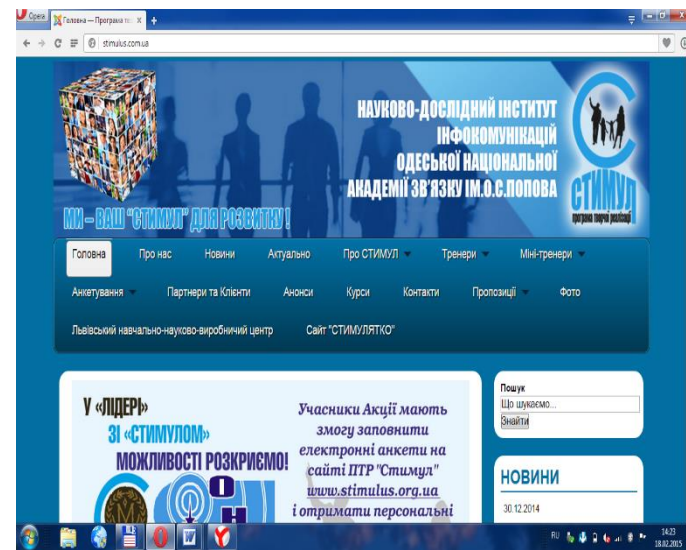 Opera
Головна — Програма тв
stimulus.com.ua
НАУКОВО-ДОСЛІДНИЙ ІНСТИТУТ
ІНФОКОМУНІКАЦІЙ
ОДЕСЬКОЇ НАЦІОНАЛЬНОЇ
АКАДЕМІЇ ЗВ'ЯЗКУ ІМ.О.С.ПОПОВА
СТИМУЛ
програма творчої реалізації
МИ – ВАШ "СТИМУЛ" ДЛЯ РОЗВИТКУ !
Головна Про нас Новини Актуально Про СТИМУЛ Тренери Міні-тренери
Анкетування Партнери та Клієнти Анонси Курси Контакти Пропозиції Фото
Львівський навчально-науково-виробничий центр Сайт "СТИМУЛЯТКО"
У «ЛІДЕРІ»
ЗІ «СТИМУЛОМ»
МОЖЛИВОСТІ РОЗКРИЄМО!
Учасники Акції мають
змогу заповнити
електронні анкети на
сайті ПТР "Стимул"
www.stimulus.org.ua
і отримати персональні
Пошук
Що шукаємо...
Знайти
НОВИНИ
30.12.2014
RU
14:23
18.02.2015